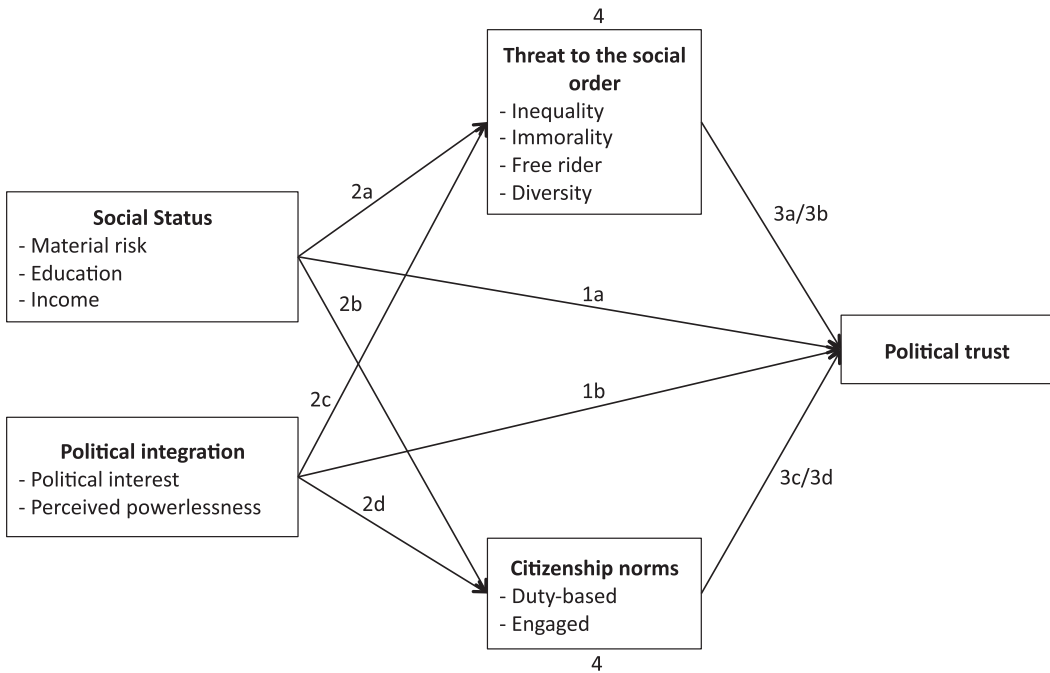 4
Threat to the social
order
- Inequality
- Immorality
- Free rider
- Diversity
2a
3a/3b
Social Status
- Material risk
- Education
- Income
2b
1a
Political trust
2c
1b
Political integration
- Political interest
- Perceived powerlessness
2d
3c/3d
Citizenship norms
- Duty-based
- Engaged
4